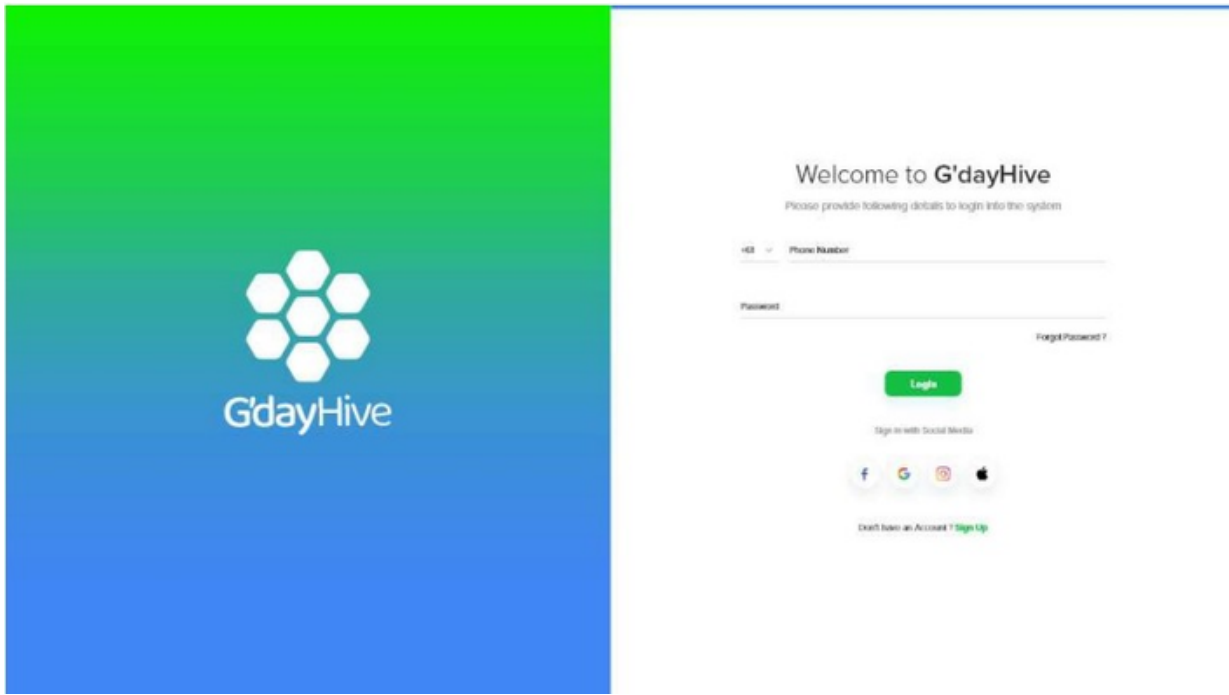 G'dayHive
Welcome to G'dayHive
Please provide following details to login into the system
+61 Phone Number
Password
Forgot Password ?
Login
Sign in with Social Media
Don't have an Account ? Sign Up